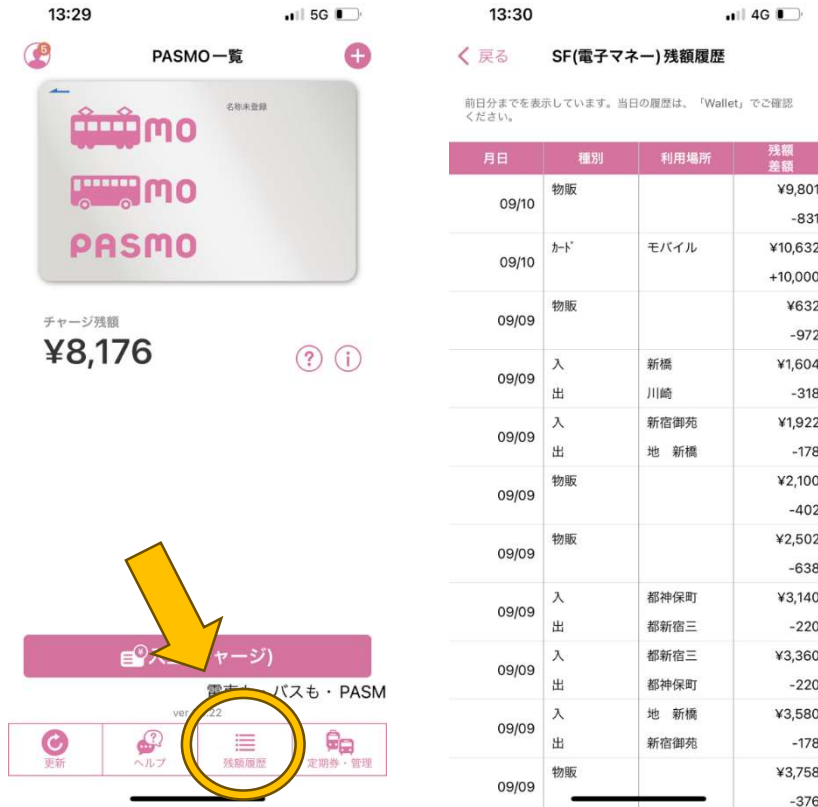 13:29
5G
5
PASMO一覧
名称未登録
mo
mo
PASMO
チャージ残額
¥8,176
? i
ャージ)
バスも・PASM
ver
22
更新
ヘルプ
残額履歴
定期券・管理
13:30
4G
戻る
SF(電子マネー)残額履歴
前日分までを表示しています。当日の履歴は、「Wallet」でご確認
ください。
月日 種別 利用場所 残額
差額
09/10 物販 ¥9,801
-831
09/10 ｶｰﾄﾞ モバイル ¥10,632
+10,000
09/09 物販 ¥632
-972
09/09 入 新橋 ¥1,604
出 川崎 -318
09/09 入 新宿御苑 ¥1,922
出 地 新橋 -178
09/09 物販 ¥2,100
-402
09/09 物販 ¥2,502
-638
09/09 入 都神保町 ¥3,140
出 都新宿三 -220
09/09 入 都新宿三 ¥3,360
出 都神保町 -220
09/09 入 地 新橋 ¥3,580
出 新宿御苑 -178
09/09 物販 ¥3,758
-376